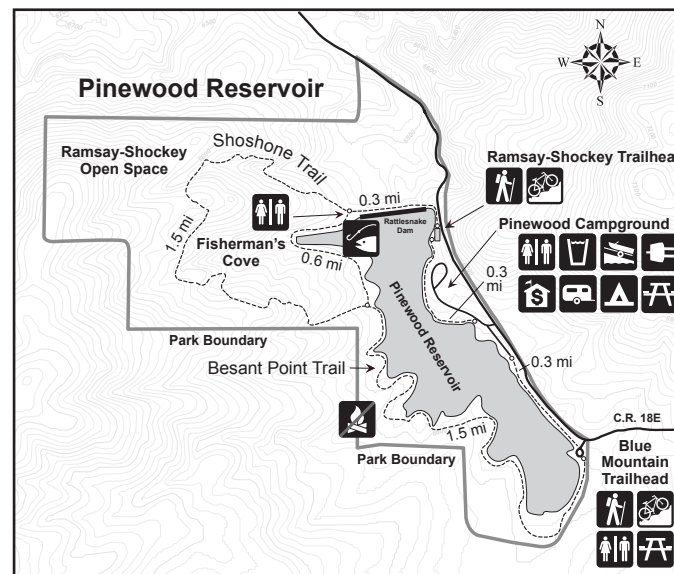 N
W E
S
Pinewood Reservoir
Shoshone Trail
Ramsay-Shockey
Open Space
Ramsay-Shockey Trailhea
0.3 mi
Rattlesnake
Dam
Pinewood Campground
1.5 mi
Fisherman's
Cove
0.6 mi
0.3
mi
$
Pinewood
Reservoir
Park Boundary
0.3 mi
Besant Point Trail
1.5 mi
C.R. 18E
Park Boundary
Blue
Mountain
Trailhead